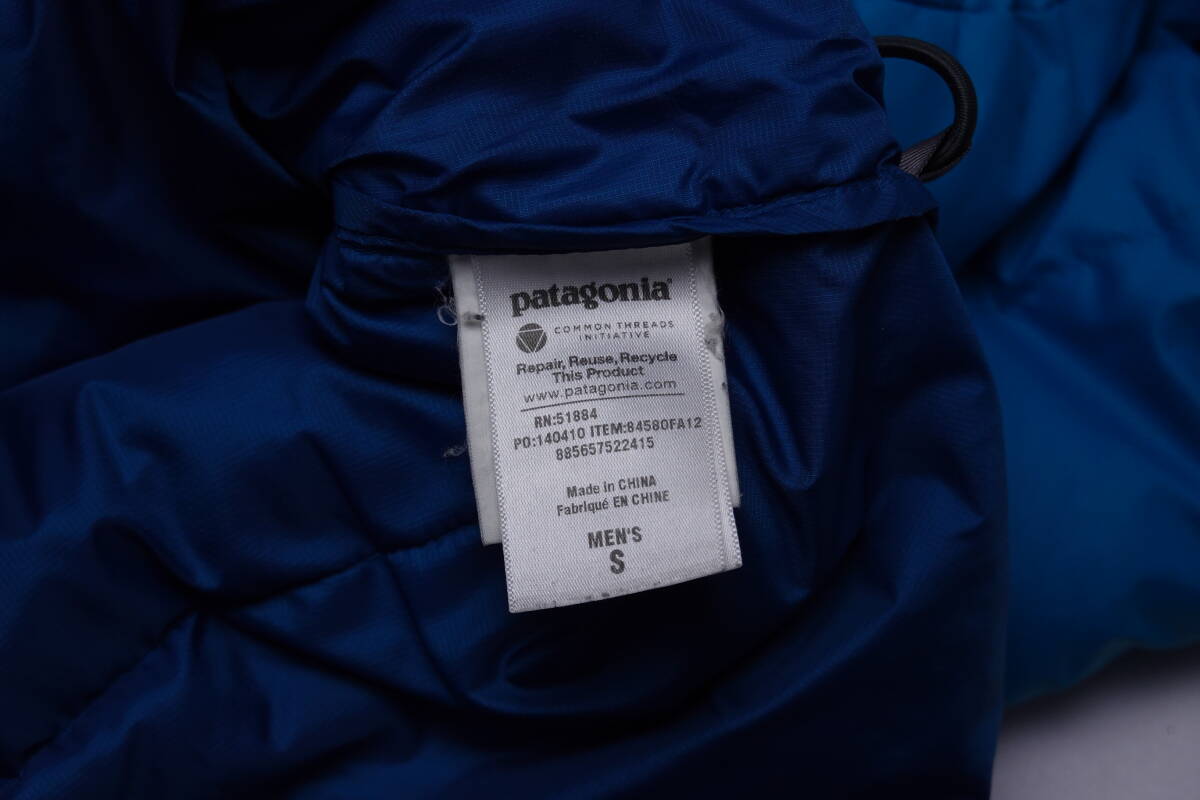 patagonia®
COMMON THREADS
INITIATIVE
Repair, Reuse, Recycle
This Product
www.patagonia.com
RN:51884
PO:140410 ITEM:84580FA12
885657522415
Made in CHINA
Fabriqué EN CHINE
MEN'S
S